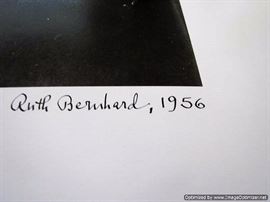 Ruth Bernhard, 1956
Optimized by www.ImageOptimizer.net